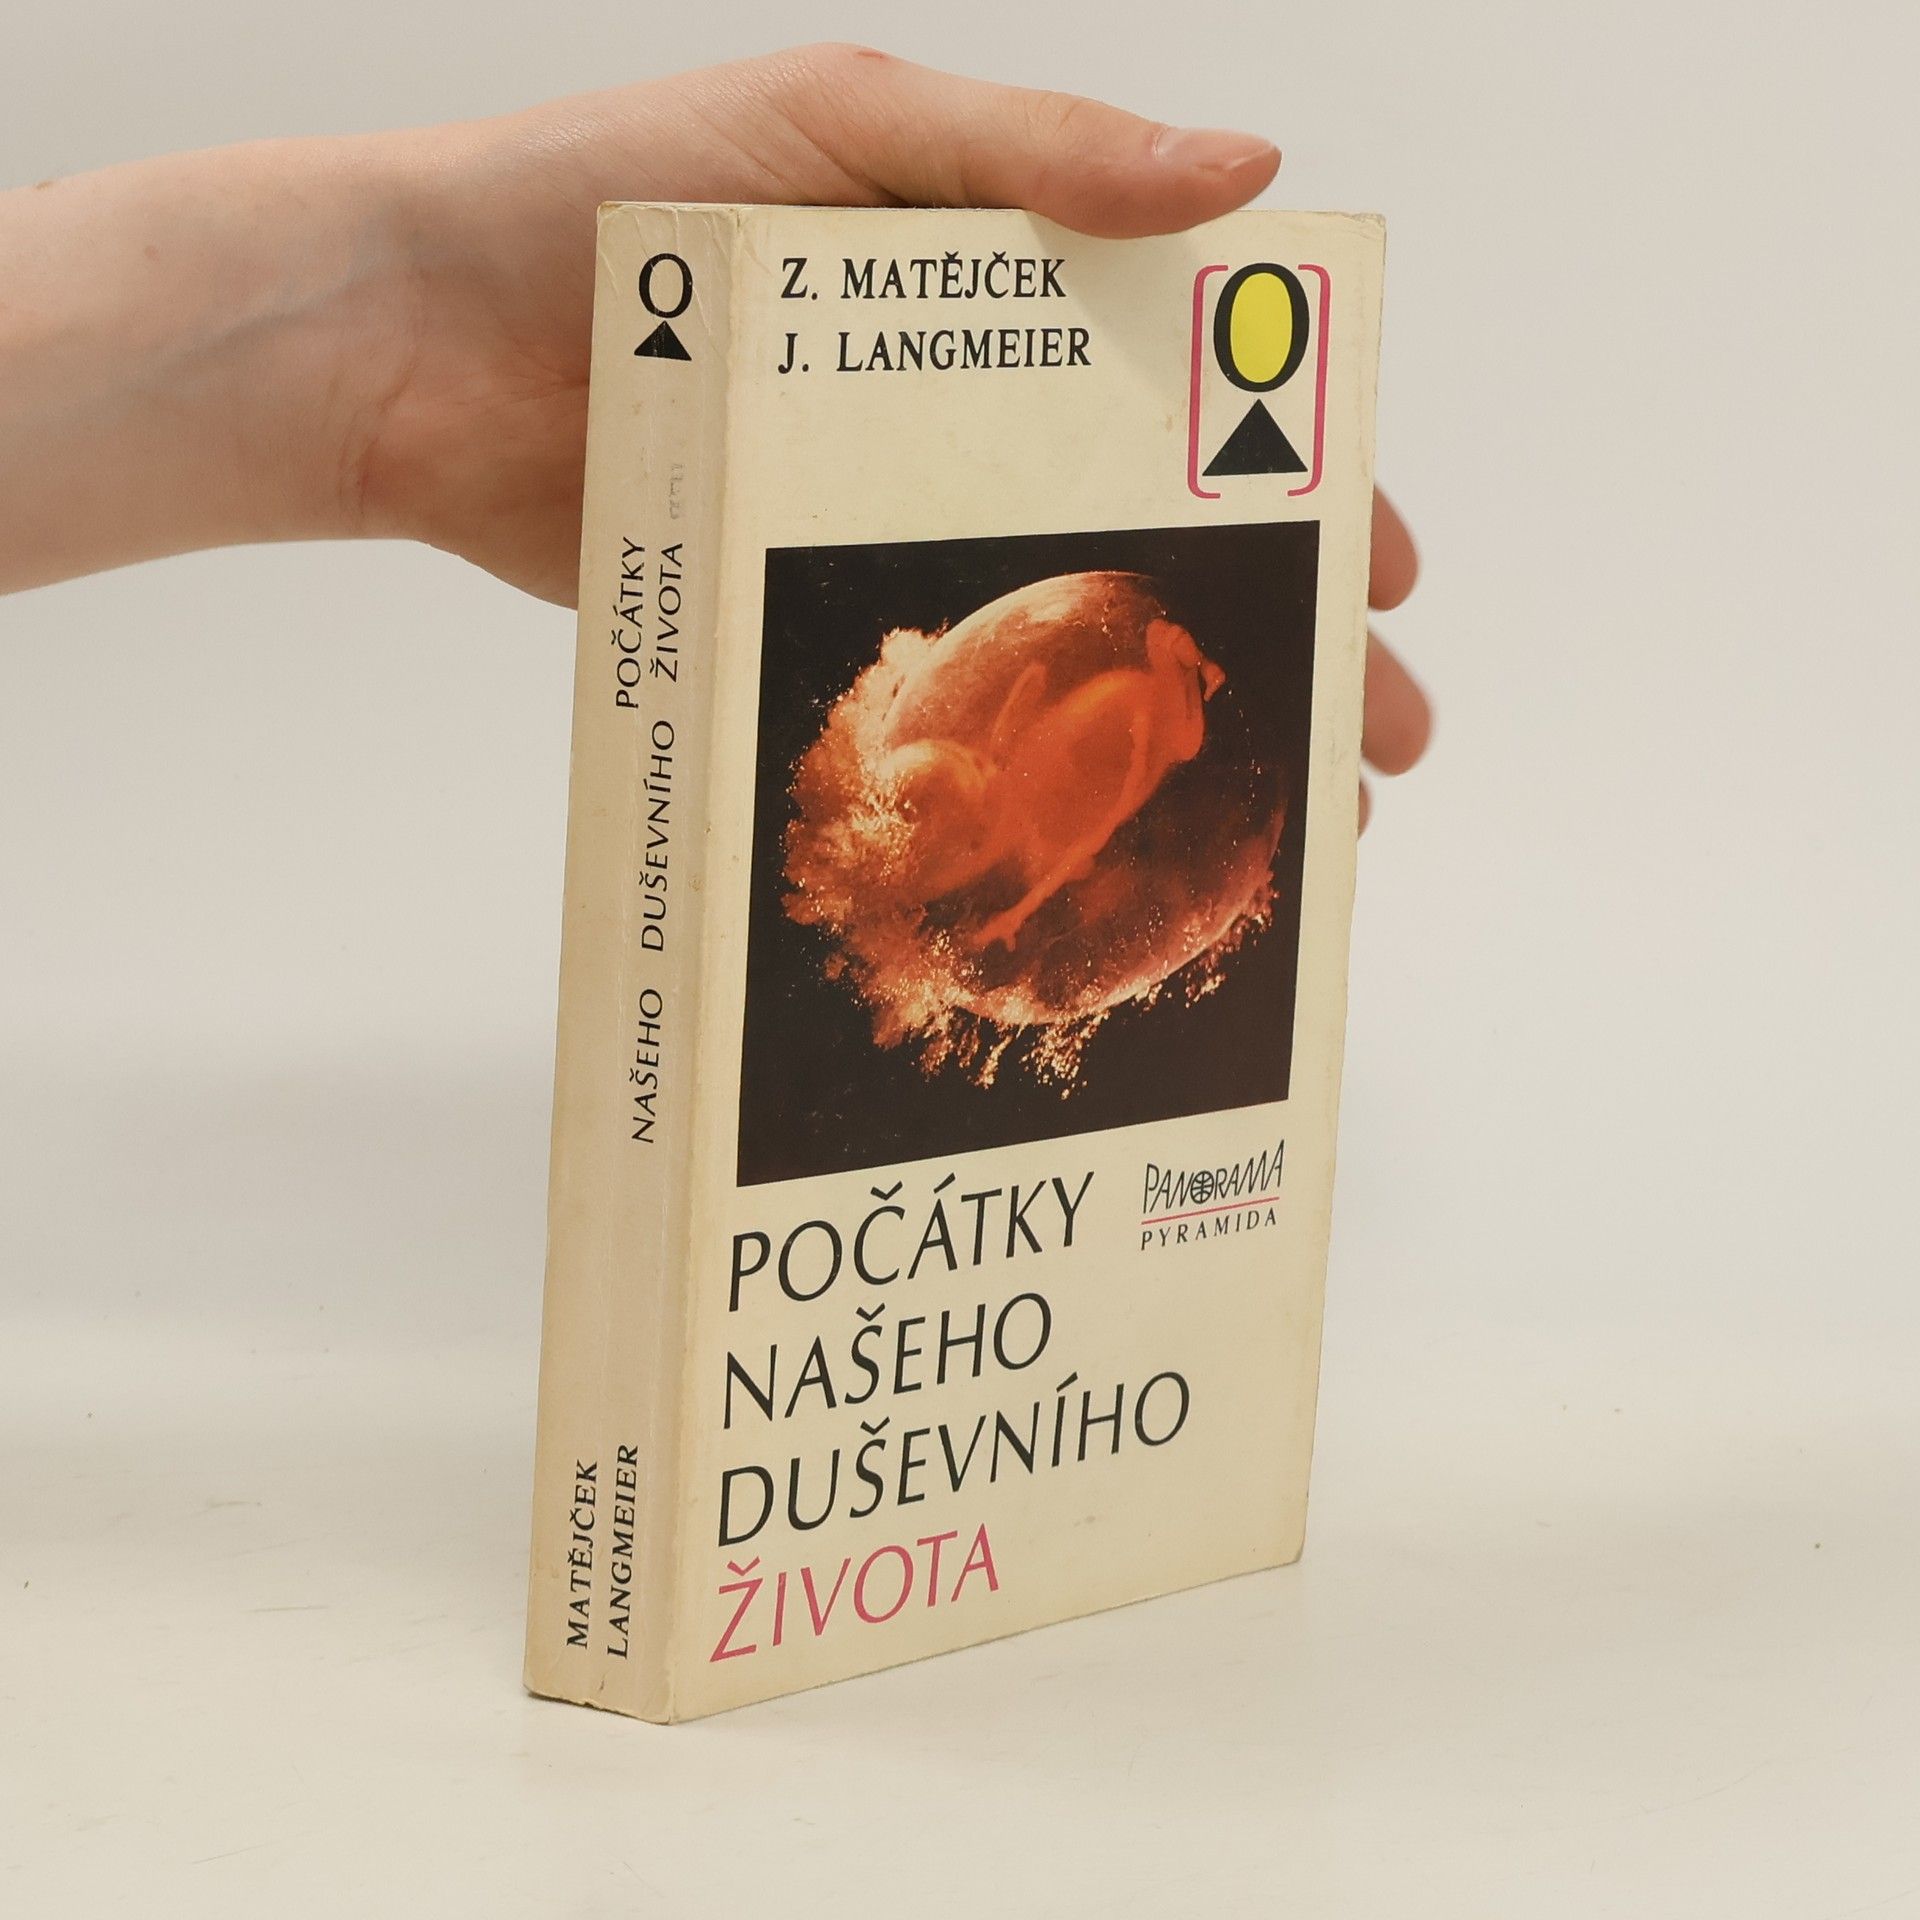 Z. MATĚJČEK
J. LANGMEIER
PANORAMA
PYRAMIDA
POČÁTKY
NAŠEHO
DUŠEVNÍHO
ŽIVOTA
POČÁTKY
NAŠEHO DUŠEVNÍHO ŽIVOTA
MATĚJČEK
LANGMEIER